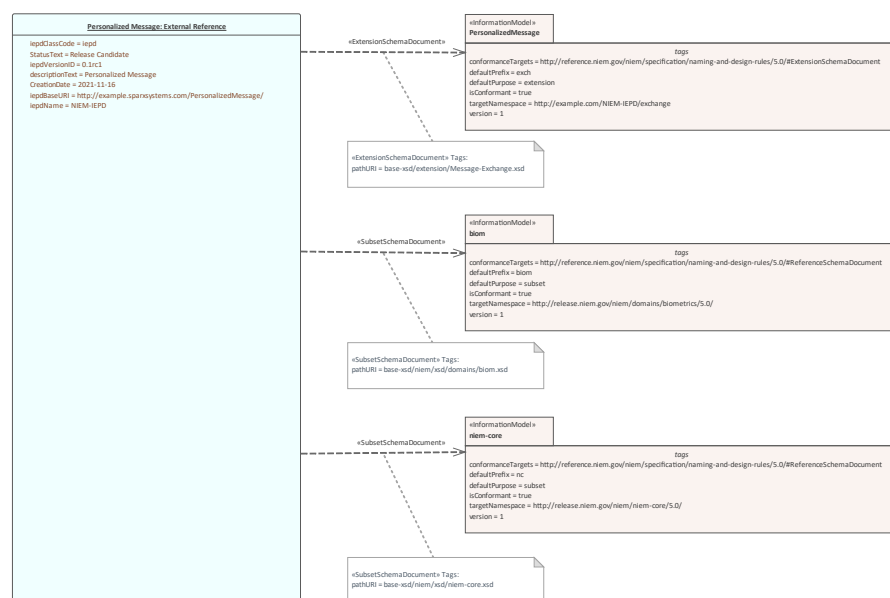 Personalized Message: External Reference
iepdClassCode = iepd
StatusText = Release Candidate
iepdVersionID = 0.1rc1
descriptionText = Personalized Message
CreationDate = 2021-11-16
iepdBaseURI = http://example.sparxsystems.com/PersonalizedMessage/
iepdName = NIEM-IEPD
«ExtensionSchemaDocument»
«InformationModel»
PersonalizedMessage
tags
conformanceTargets = http://reference.niem.gov/niem/specification/naming-and-design-rules/5.0/#ExtensionSchemaDocument
defaultPrefix = exch
defaultPurpose = extension
isConformant = true
targetNamespace = http://example.com/NIEM-IEPD/exchange
version = 1
«ExtensionSchemaDocument» Tags:
pathURI = base-xsd/extension/Message-Exchange.xsd
«SubsetSchemaDocument»
«InformationModel»
biom
tags
conformanceTargets = http://reference.niem.gov/niem/specification/naming-and-design-rules/5.0/#ReferenceSchemaDocument
defaultPrefix = biom
defaultPurpose = subset
isConformant = true
targetNamespace = http://release.niem.gov/niem/domains/biometrics/5.0/
version = 1
«SubsetSchemaDocument» Tags:
pathURI = base-xsd/niem/xsd/domains/biom.xsd
«SubsetSchemaDocument»
«InformationModel»
niem-core
tags
conformanceTargets = http://reference.niem.gov/niem/specification/naming-and-design-rules/5.0/#ReferenceSchemaDocument
defaultPrefix = nc
defaultPurpose = subset
isConformant = true
targetNamespace = http://release.niem.gov/niem/niem-core/5.0/
version = 1
«SubsetSchemaDocument» Tags:
pathURI = base-xsd/niem/xsd/niem-core.xsd